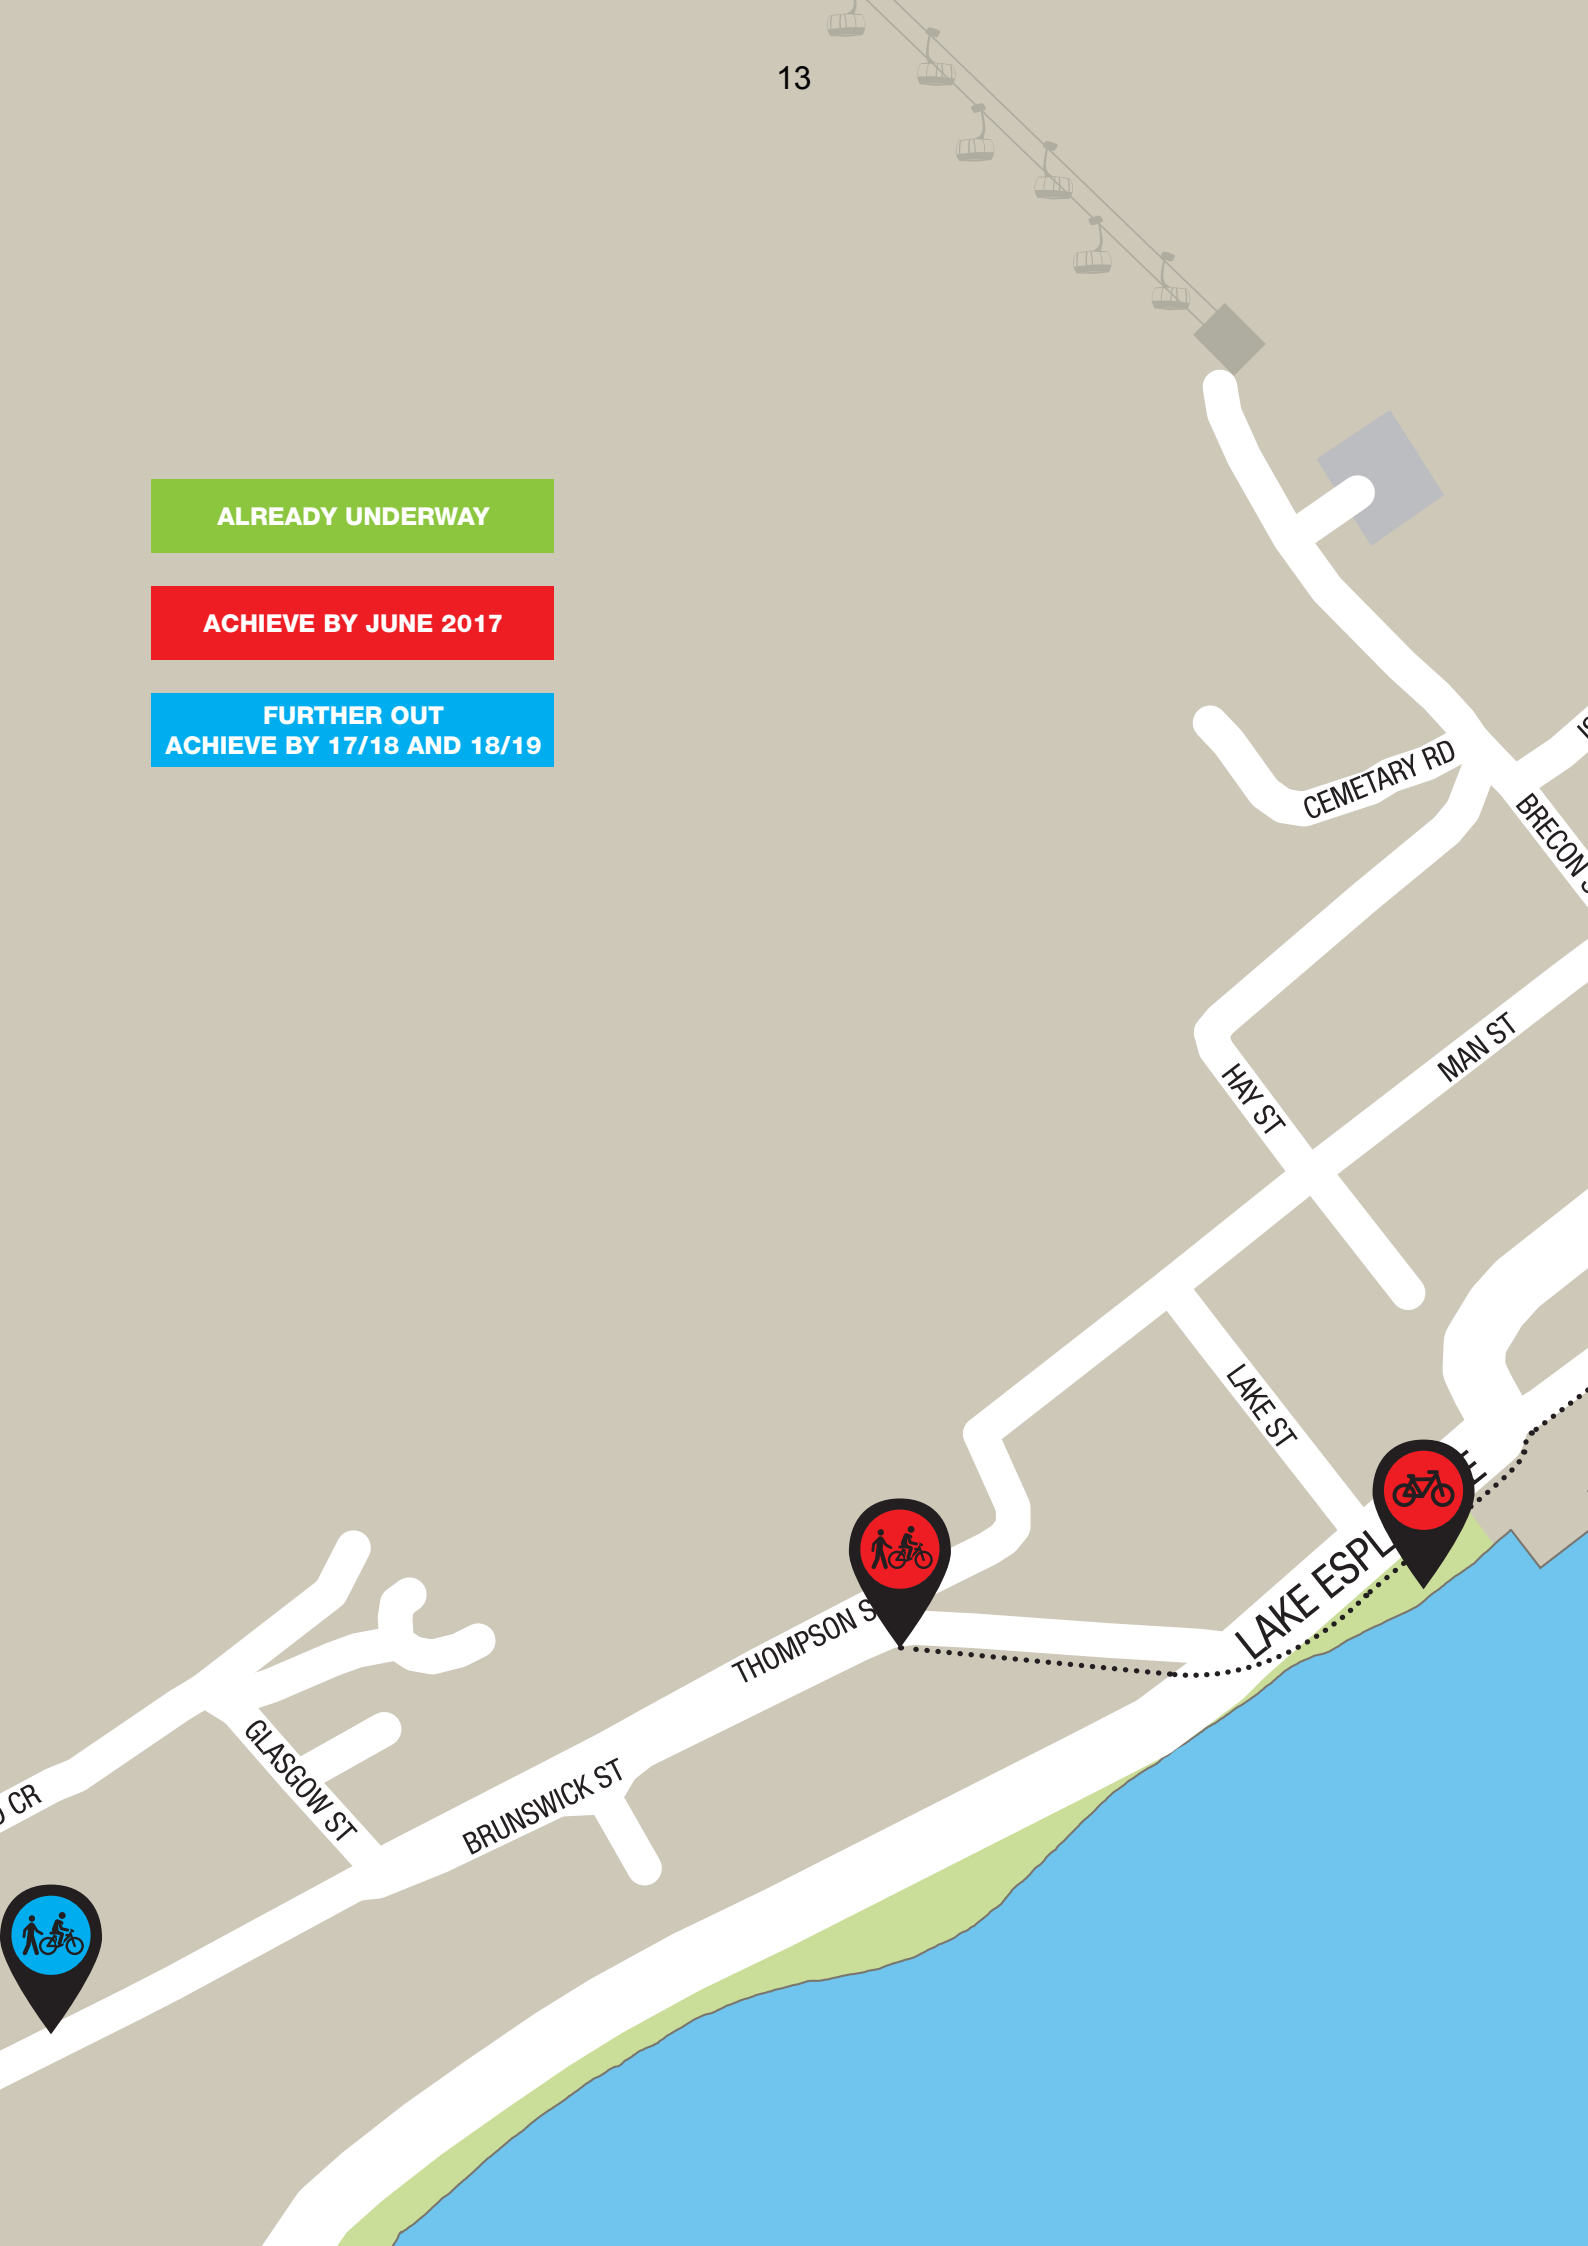 13
ALREADY UNDERWAY
ACHIEVE BY JUNE 2017
FURTHER OUT
ACHIEVE BY 17/18 AND 18/19
CEMETARY RD
BRECON
MAN ST
HAY ST
LAKE ST
LAKE
THOMPSON
GLASGOW ST
BRUNSWICK ST
CR